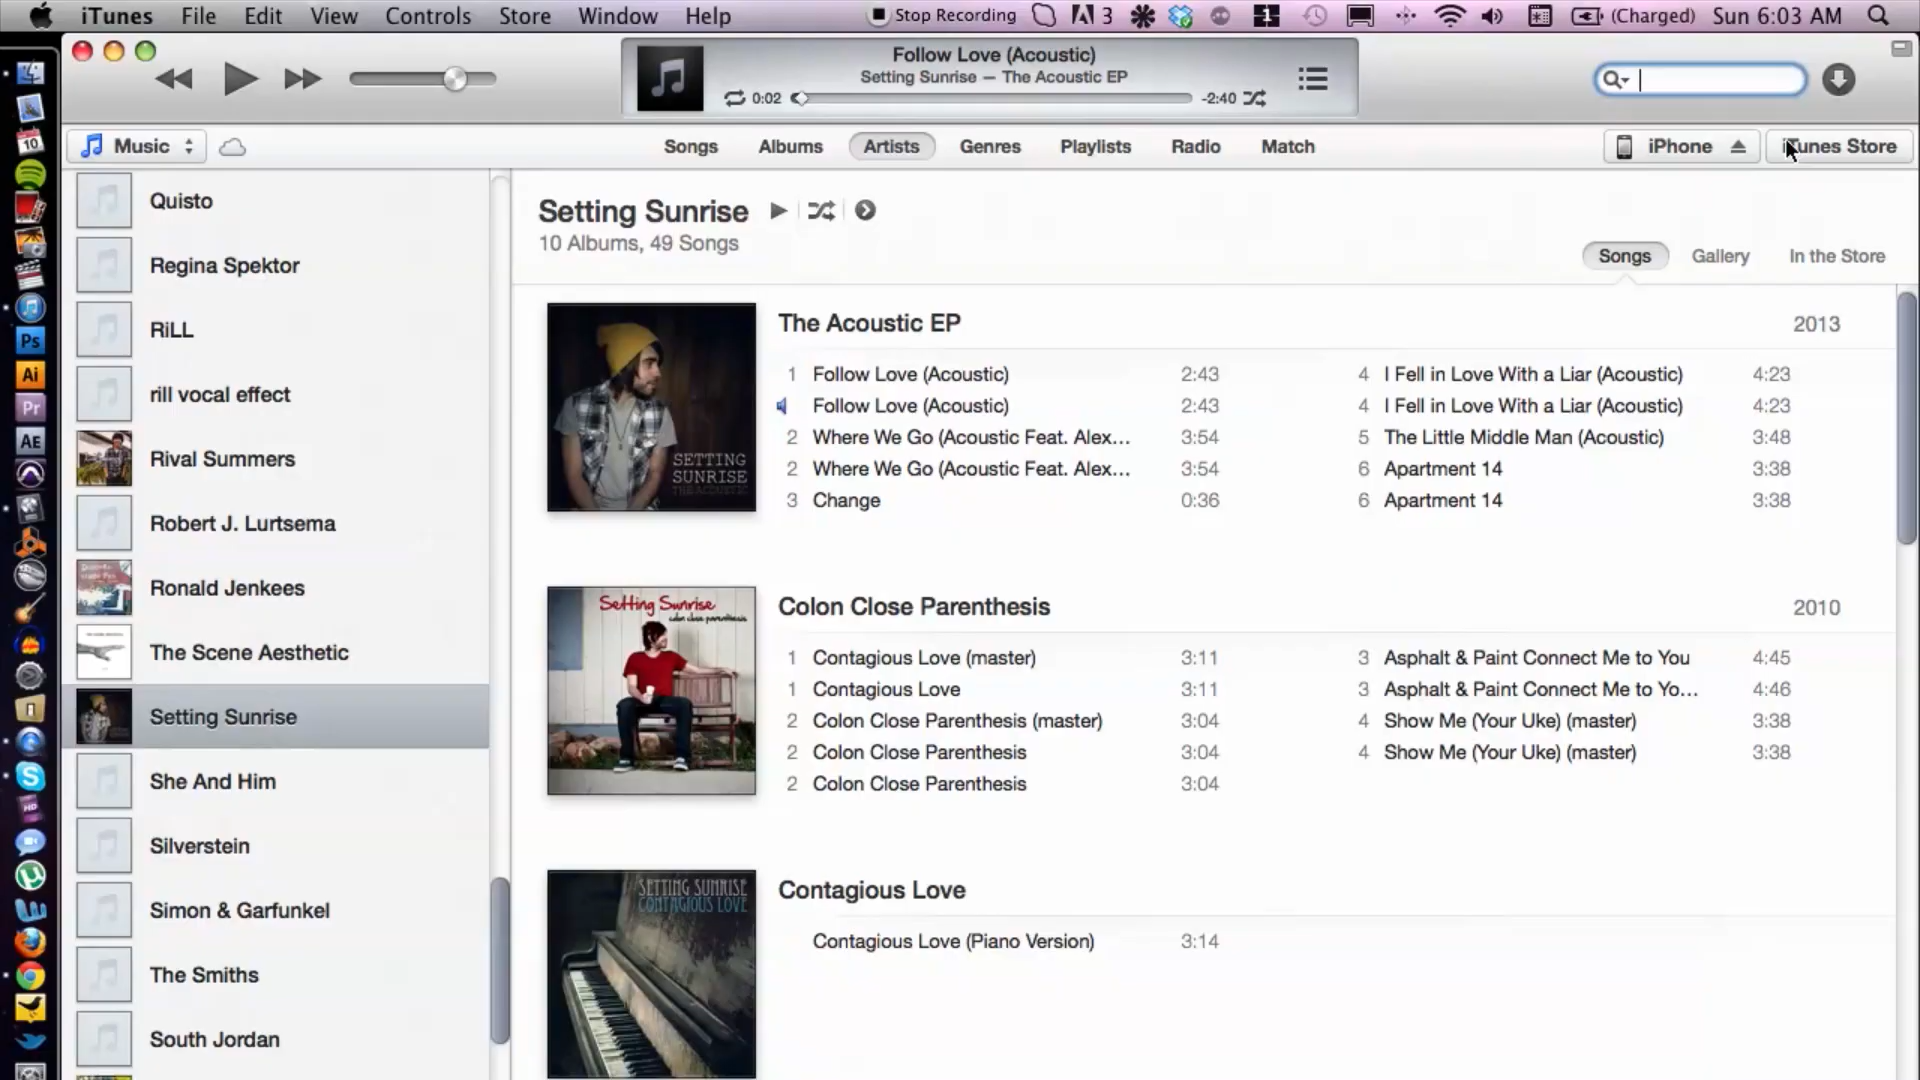 iTunes File Edit View Controls Store Window Help Stop Recording 3 1 (Charged) Sun 6:03 AM
Follow Love (Acoustic)
Setting Sunrise — The Acoustic EP
0:02 -2:40
Music Songs Albums Artists Genres Playlists Radio Match iPhone iTunes Store
Quisto
Regina Spektor
RiLL
rill vocal effect
Rival Summers
Robert J. Lurtsema
Ronald Jenkees
The Scene Aesthetic
Setting Sunrise
She And Him
Silverstein
Simon & Garfunkel
The Smiths
South Jordan
10
Ps
Ai
Pr
AE
HD
Setting Sunrise
10 Albums, 49 Songs
Songs Gallery In the Store
SETTING
SUNRISE
THE ACOUSTIC
The Acoustic EP 2013
1 Follow Love (Acoustic) 2:43 4 I Fell in Love With a Liar (Acoustic) 4:23
Follow Love (Acoustic) 2:43 4 I Fell in Love With a Liar (Acoustic) 4:23
2 Where We Go (Acoustic Feat. Alex... 3:54 5 The Little Middle Man (Acoustic) 3:48
2 Where We Go (Acoustic Feat. Alex... 3:54 6 Apartment 14 3:38
3 Change 0:36 6 Apartment 14 3:38
Setting Sunrise
colon close parenthesis
Colon Close Parenthesis 2010
1 Contagious Love (master) 3:11 3 Asphalt & Paint Connect Me to You 4:45
1 Contagious Love 3:11 3 Asphalt & Paint Connect Me to Yo... 4:46
2 Colon Close Parenthesis (master) 3:04 4 Show Me (Your Uke) (master) 3:38
2 Colon Close Parenthesis 3:04 4 Show Me (Your Uke) (master) 3:38
2 Colon Close Parenthesis 3:04
SETTING SUNRISE
CONTAGIOUS LOVE
Contagious Love
Contagious Love (Piano Version) 3:14